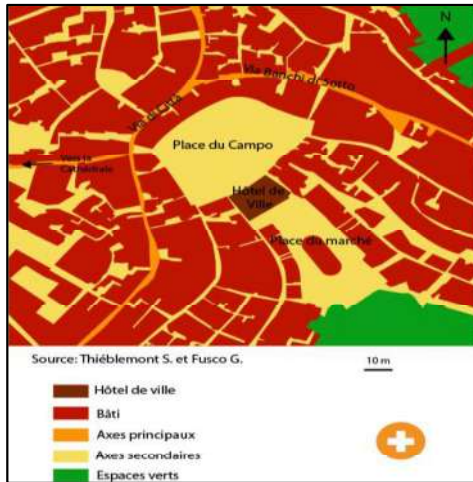 N
Via Banchi di Sotto
Via di Città
Place du Campo
Vers la
Cathédrale
Hôtel de
Ville
Place du marché
Source: Thiéblemont S. et Fusco G.
10 m
Hôtel de ville
Bâti
Axes principaux
Axes secondaires
Espaces verts